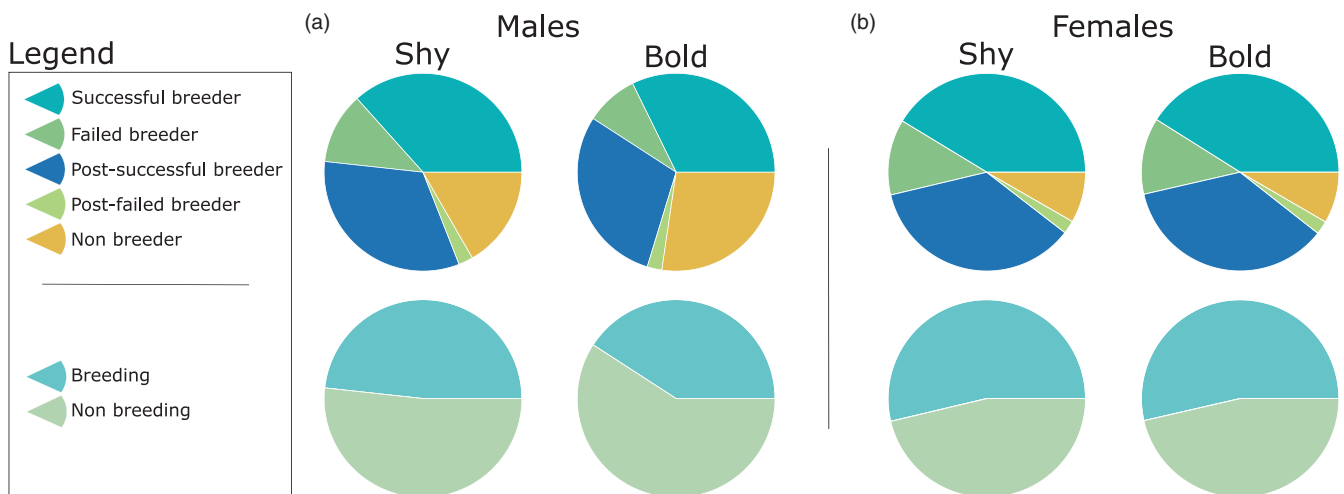 Legend
Successful breeder
Failed breeder
Post-successful breeder
Post-failed breeder
Non breeder
Breeding
Non breeding
(a) Males
Shy Bold
(b) Females
Shy Bold